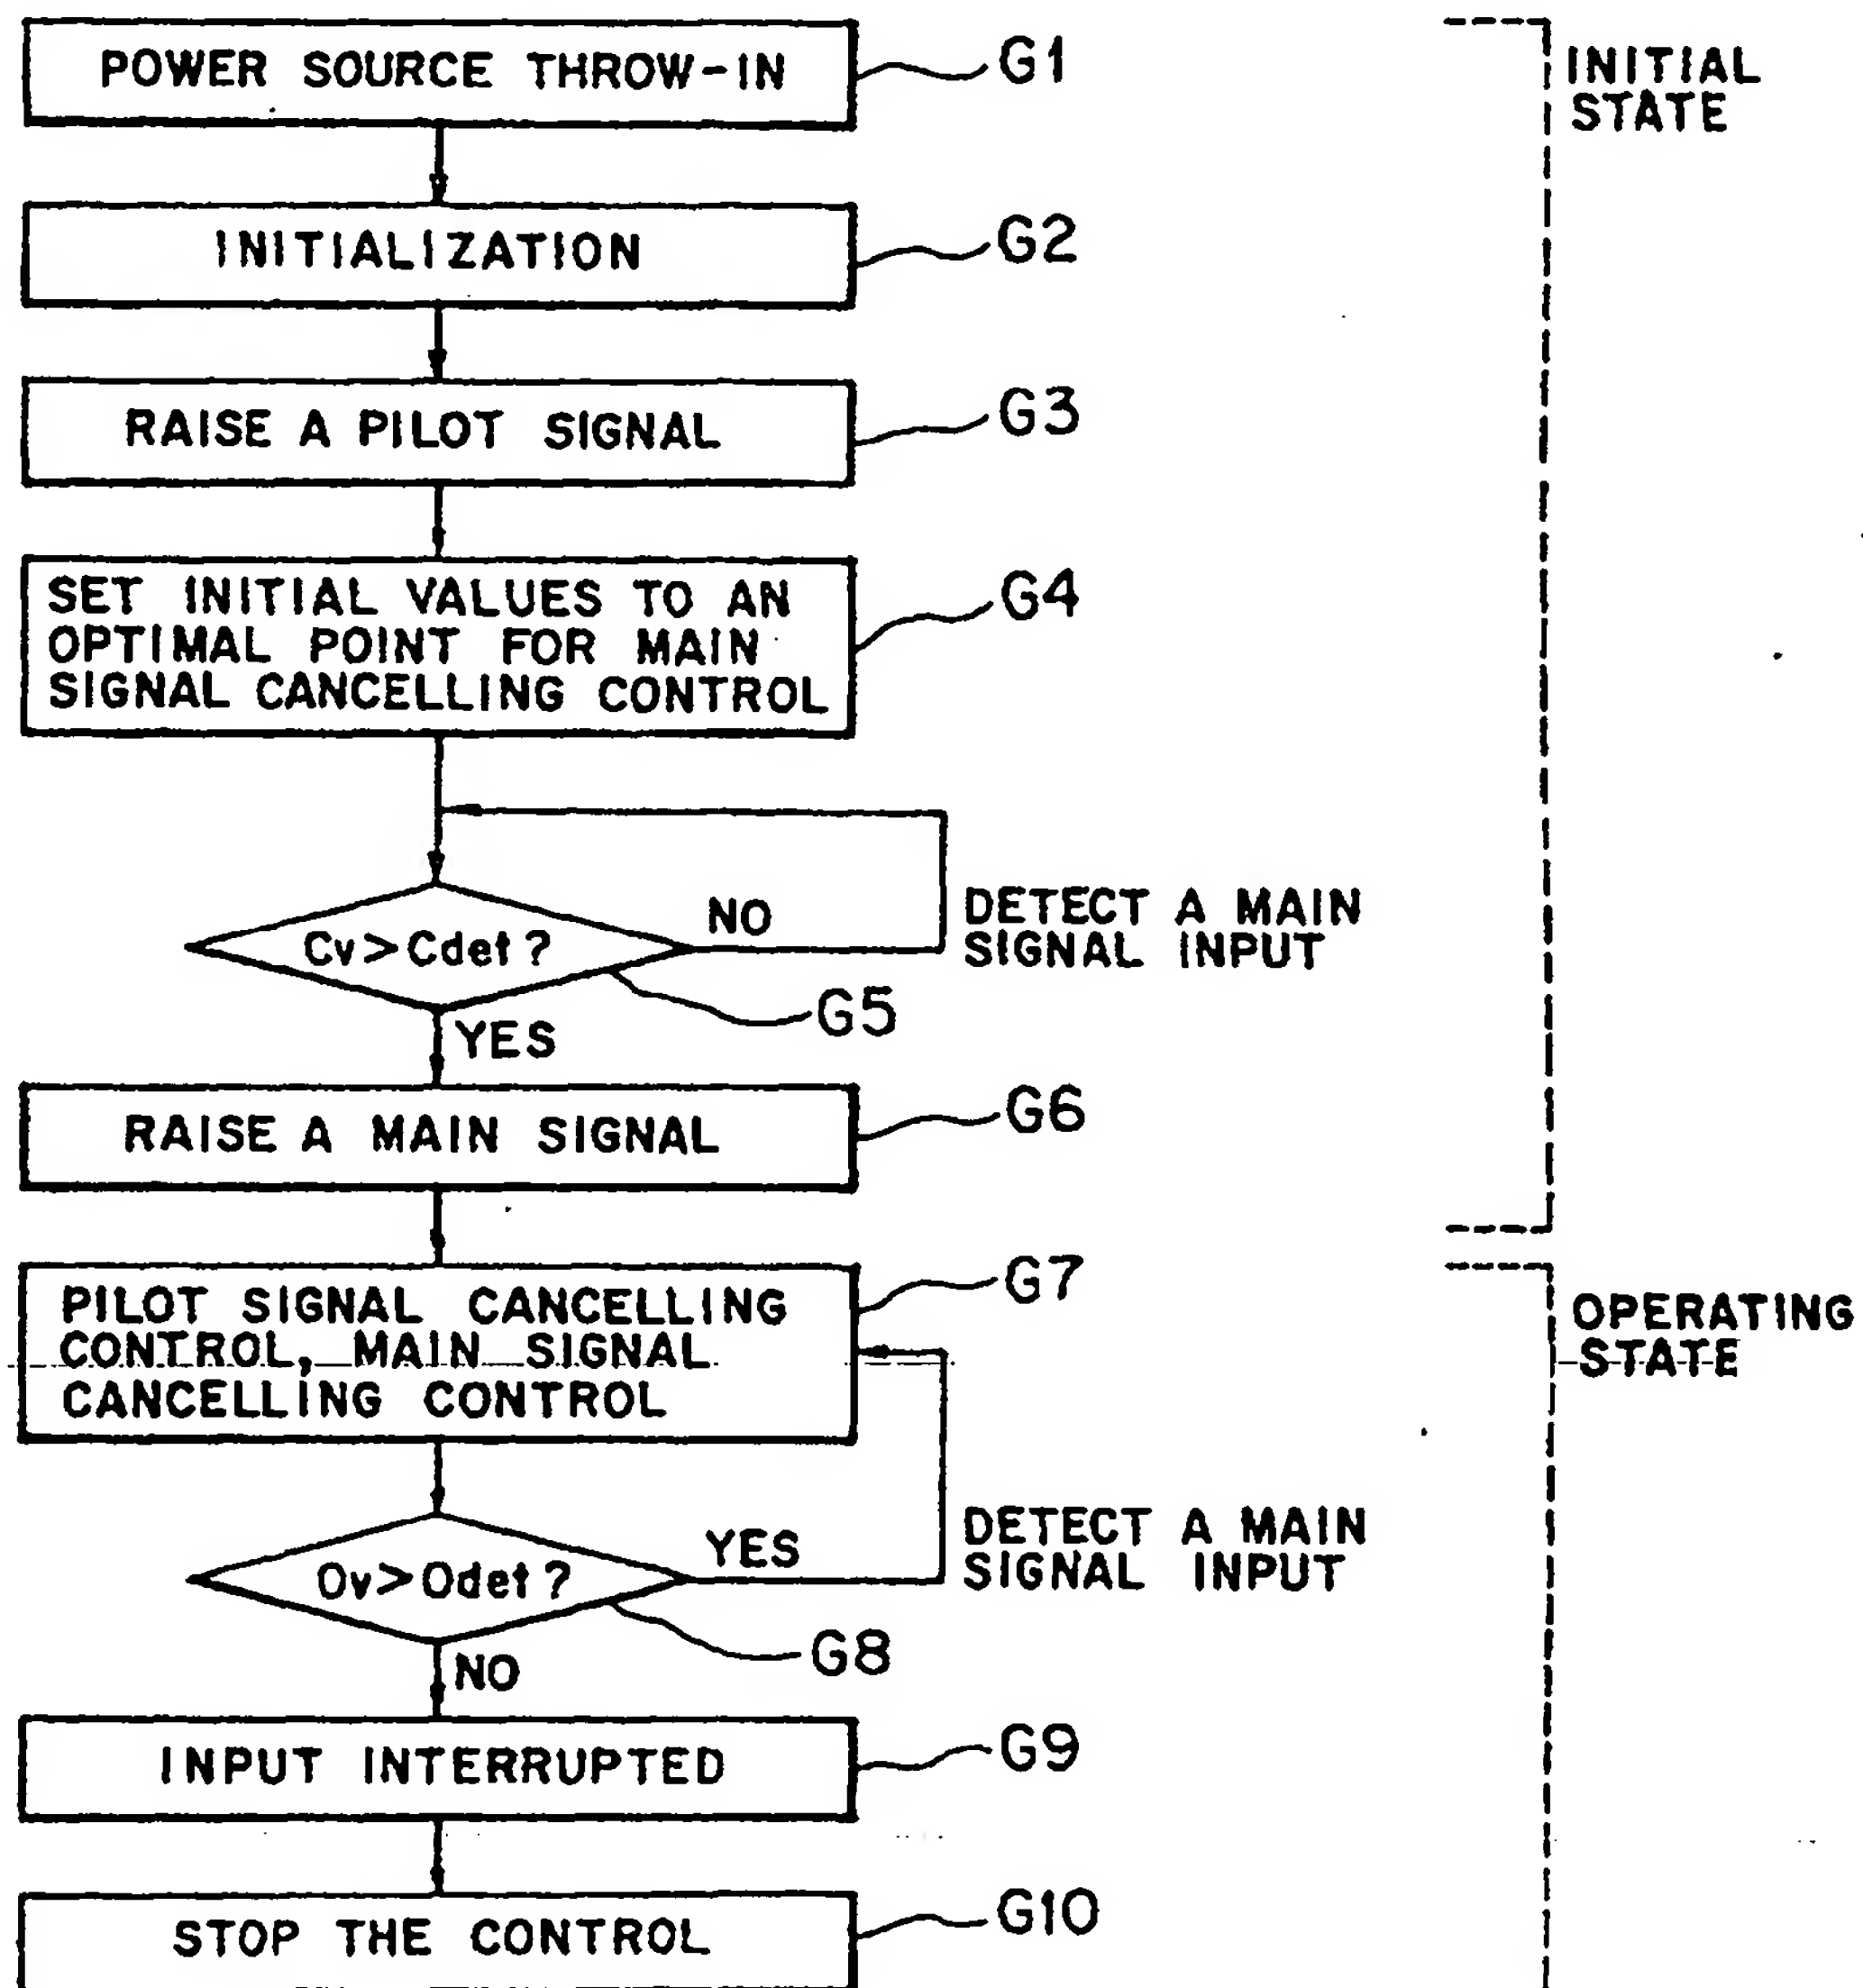 POWER SOURCE THROW-IN
G1
INITIAL
STATE
INITIALIZATION
G2
RAISE A PILOT SIGNAL
G3
SET INITIAL VALUES TO AN
OPTIMAL POINT FOR MAIN
SIGNAL CANCELLING CONTROL
G4
Cv>Cdet?
NO
DETECT A MAIN
SIGNAL INPUT
G5
YES
RAISE A MAIN SIGNAL
G6
PILOT SIGNAL CANCELLING
CONTROL, MAIN SIGNAL
CANCELLING CONTROL
G7
OPERATING
STATE
Ov>Odet?
YES
DETECT A MAIN
SIGNAL INPUT
G8
NO
INPUT INTERRUPTED
G9
STOP THE CONTROL
G10